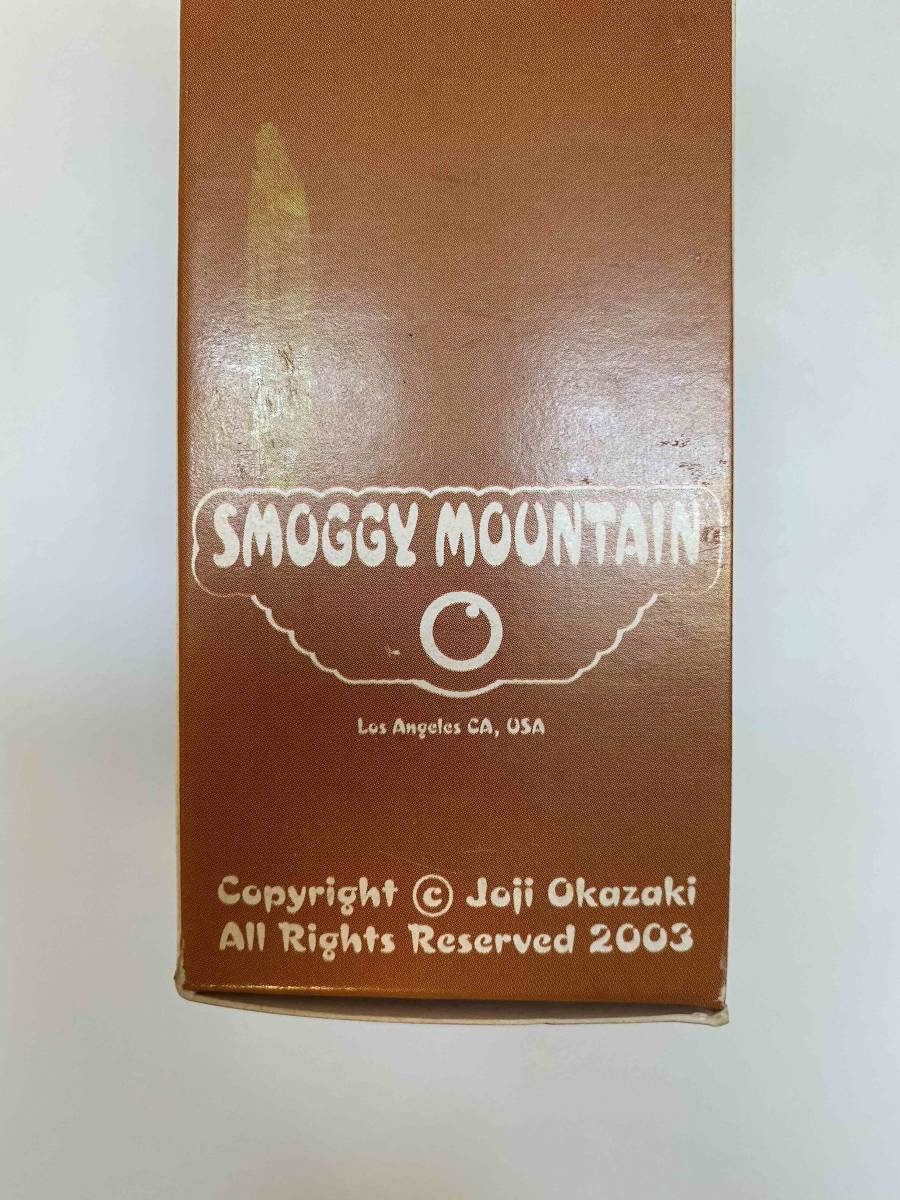 SMOGGY MOUNTAIN
Los Angeles CA, USA
Copyright © Joji Okazaki
All Rights Reserved 2003